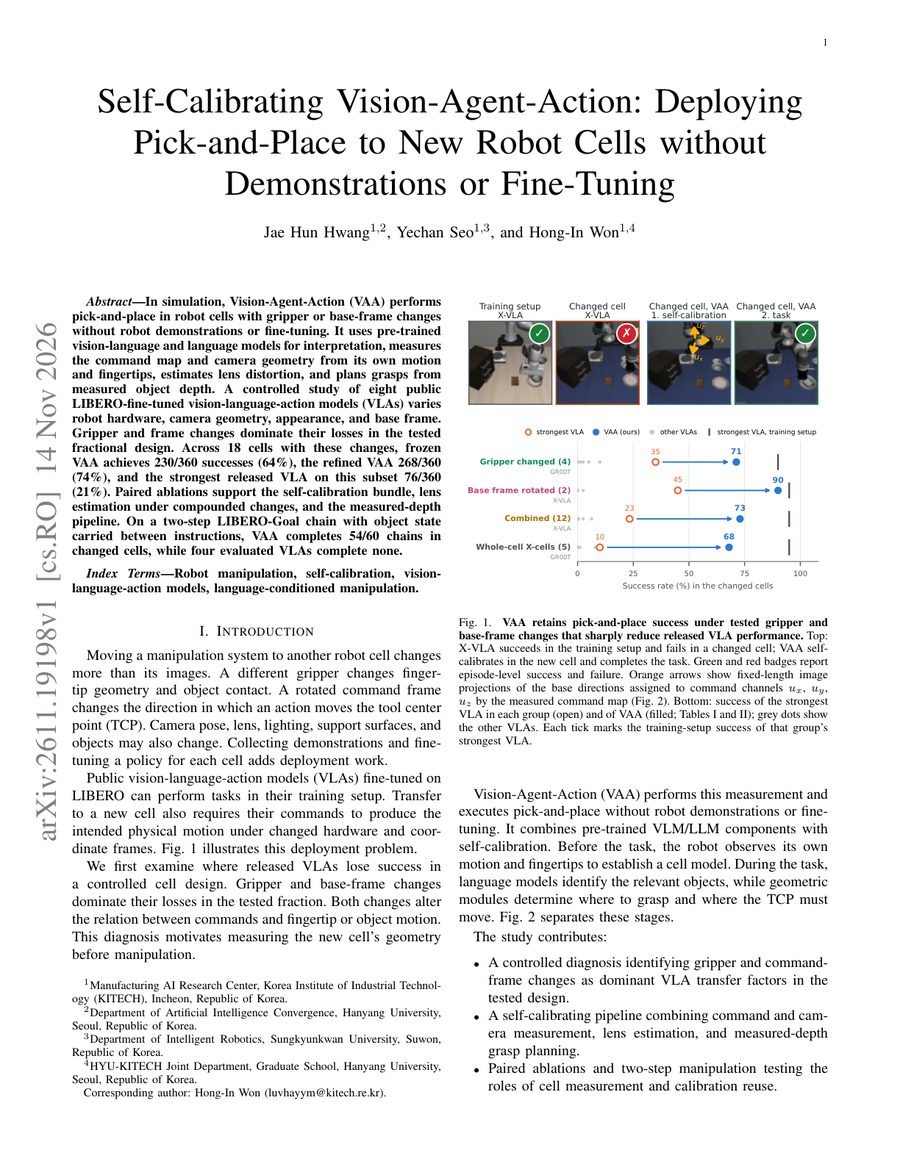 1
Self-Calibrating Vision-Agent-Action: Deploying
Pick-and-Place to New Robot Cells without
Demonstrations or Fine-Tuning
Jae Hun Hwang1,2, Yechan Seo1,3, and Hong-In Won1,4
arXiv:2611.19198v1 [cs.RO] 14 Nov 2026
Abstract—In simulation, Vision-Agent-Action (VAA) performs
pick-and-place in robot cells with gripper or base-frame changes
without robot demonstrations or fine-tuning. It uses pre-trained
vision-language and language models for interpretation, measures
the command map and camera geometry from its own motion
and fingertips, estimates lens distortion, and plans grasps from
measured object depth. A controlled study of eight public
LIBERO-fine-tuned vision-language-action models (VLAs) varies
robot hardware, camera geometry, appearance, and base frame.
Gripper and frame changes dominate their losses in the tested
fractional design. Across 18 cells with these changes, frozen
VAA achieves 230/360 successes (64%), the refined VAA 268/360
(74%), and the strongest released VLA on this subset 76/360
(21%). Paired ablations support the self-calibration bundle, lens
estimation under compounded changes, and the measured-depth
pipeline. On a two-step LIBERO-Goal chain with object state
carried between instructions, VAA completes 54/60 chains in
changed cells, while four evaluated VLAs complete none.
Index Terms—Robot manipulation, self-calibration, vision-
language-action models, language-conditioned manipulation.
I. INTRODUCTION
Moving a manipulation system to another robot cell changes
more than its images. A different gripper changes finger-
tip geometry and object contact. A rotated command frame
changes the direction in which an action moves the tool center
point (TCP). Camera pose, lens, lighting, support surfaces, and
objects may also change. Collecting demonstrations and fine-
tuning a policy for each cell adds deployment work.
Public vision-language-action models (VLAs) fine-tuned on
LIBERO can perform tasks in their training setup. Transfer
to a new cell also requires their commands to produce the
intended physical motion under changed hardware and coor-
dinate frames. Fig. 1 illustrates this deployment problem.
We first examine where released VLAs lose success in
a controlled cell design. Gripper and base-frame changes
dominate their losses in the tested fraction. Both changes alter
the relation between commands and fingertip or object motion.
This diagnosis motivates measuring the new cell's geometry
before manipulation.
1Manufacturing AI Research Center, Korea Institute of Industrial Technol-
ogy (KITECH), Incheon, Republic of Korea.
2Department of Artificial Intelligence Convergence, Hanyang University,
Seoul, Republic of Korea.
3Department of Intelligent Robotics, Sungkyunkwan University, Suwon,
Republic of Korea.
4HYU-KITECH Joint Department, Graduate School, Hanyang University,
Seoul, Republic of Korea.
Corresponding author: Hong-In Won (luvhayym@kitech.re.kr).
Training setup
X-VLA
Changed cell
X-VLA
Changed cell, VAA
1. self-calibration
Changed cell, VAA
2. task
uy
ux
strongest VLA
VAA (ours)
other VLAs
strongest VLA, training setup
Gripper changed (4)
GR00T
35
71
Base frame rotated (2)
X-VLA
45
90
Combined (12)
X-VLA
23
73
Whole-cell X-cells (5)
GR00T
10
68
0 25 50 75 100
Success rate (%) in the changed cells
Fig. 1. VAA retains pick-and-place success under tested gripper and
base-frame changes that sharply reduce released VLA performance. Top:
X-VLA succeeds in the training setup and fails in a changed cell; VAA self-
calibrates in the new cell and completes the task. Green and red badges report
episode-level success and failure. Orange arrows show fixed-length image
projections of the base directions assigned to command channels ux, uy,
uz by the measured command map (Fig. 2). Bottom: success of the strongest
VLA in each group (open) and of VAA (filled; Tables I and II); grey dots show
the other VLAs. Each tick marks the training-setup success of that group's
strongest VLA.
Vision-Agent-Action (VAA) performs this measurement and
executes pick-and-place without robot demonstrations or fine-
tuning. It combines pre-trained VLM/LLM components with
self-calibration. Before the task, the robot observes its own
motion and fingertips to establish a cell model. During the task,
language models identify the relevant objects, while geometric
modules determine where to grasp and where the TCP must
move. Fig. 2 separates these stages.
The study contributes:
• A controlled diagnosis identifying gripper and command-
frame changes as dominant VLA transfer factors in the
tested design.
• A self-calibrating pipeline combining command and cam-
era measurement, lens estimation, and measured-depth
grasp planning.
• Paired ablations and two-step manipulation testing the
roles of cell measurement and calibration reuse.